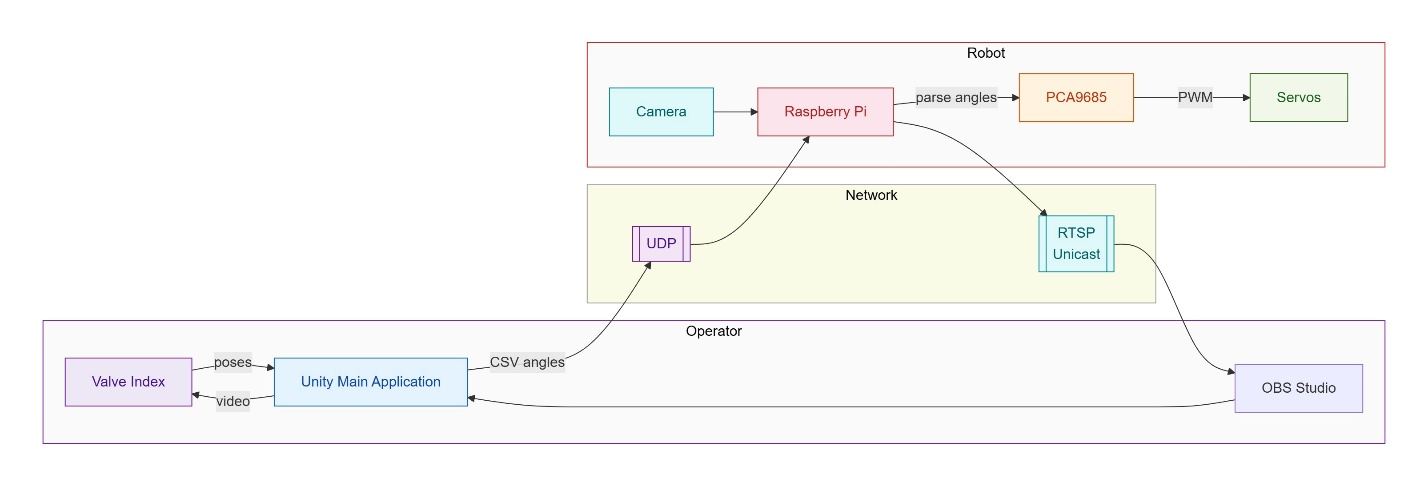 Robot
Camera
Raspberry Pi
parse angles
PCA9685
PWM
Servos
Network
UDP
RTSP
Unicast
Operator
Valve Index
poses
video
Unity Main Application
CSV angles
OBS Studio